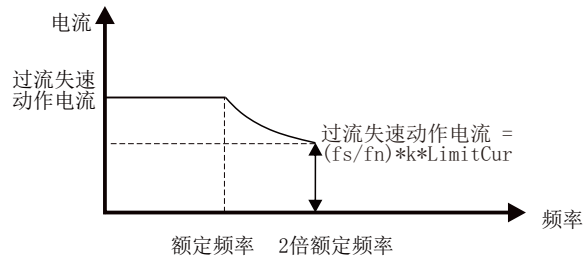 电流
过流失速
动作电流
过流失速动作电流 =
(fs/fn)*k*LimitCur
频率
额定频率 2倍额定频率